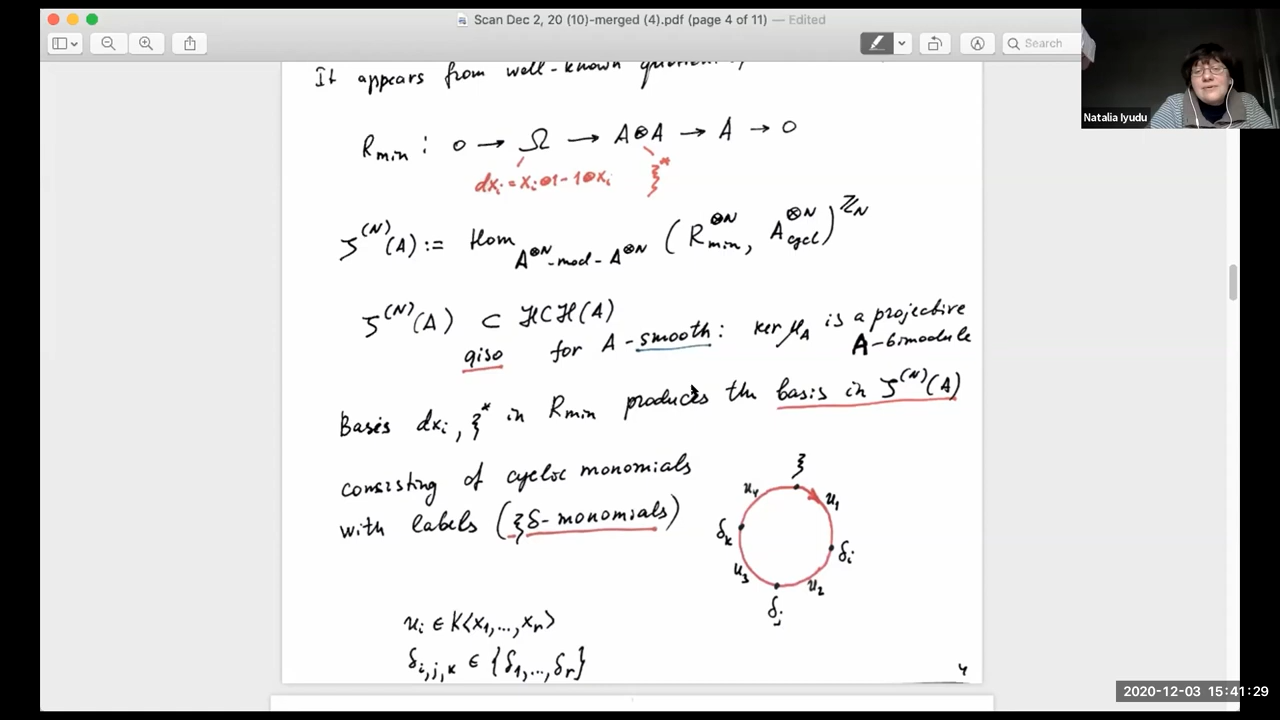 Scan Dec 2, 20 (10)-merged (4).pdf (page 4 of 11) — Edited
Search
Natalia Iyudu
It appears from well-known
R_min : 0 → Ω → A⊗A → A → 0
dx_i = x_i⊗1 - 1⊗x_i ξ*
ζ^(N)(A) := Hom_{A^{⊗N}-mod-A^{⊗N}} (R_min^{⊗N}, A_cycl^{⊗N})^{ℤ_N}
ζ^(N)(A) ⊂ HCH(A)
qiso for A - smooth : ker μ_A is a projective
A-bimodule
Basis dx_i, ξ* in R_min produces the basis in ζ^(N)(A)
consisting of cyclic monomials
with labels (ξδ-monomials)
ξ
u_4 u_1
δ_k δ_i
u_3 u_2
δ_j
u_i ∈ K<x_1,...,x_r>
δ_i,j,k ∈ {δ_1,...,δ_r}
4
2020-12-03 15:41:29